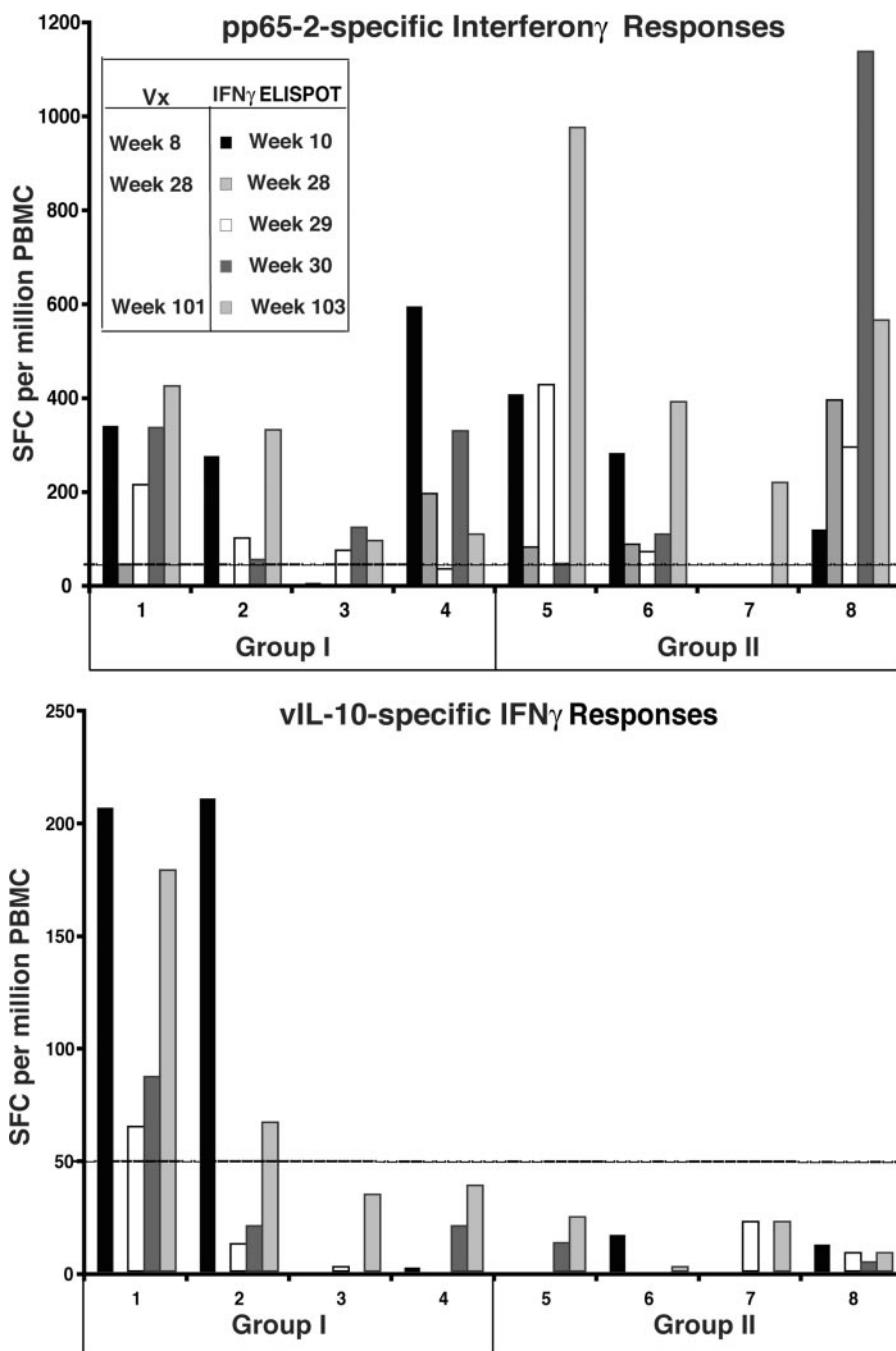 pp65-2-specific Interferonγ Responses
Vx IFNγ ELISPOT
Week 8 Week 10
Week 28 Week 28
Week 29
Week 30
Week 101 Week 103
SFC per million PBMC
1200
1000
800
600
400
200
0
1 2 3 4 5 6 7 8
Group I Group II
vIL-10-specific IFNγ Responses
SFC per million PBMC
250
200
150
100
50
0
1 2 3 4 5 6 7 8
Group I Group II